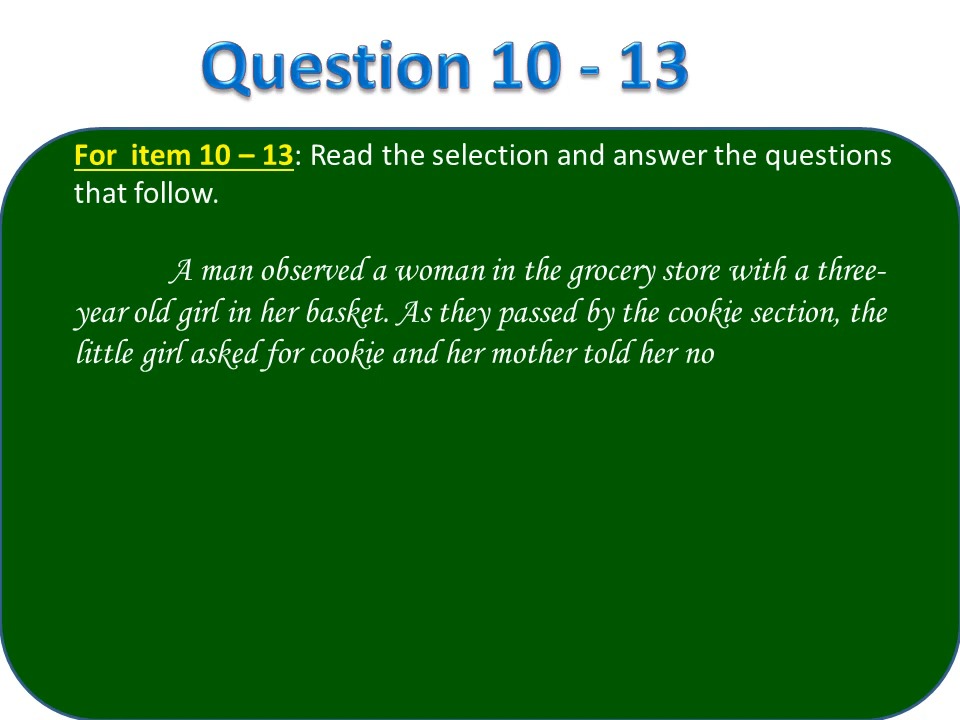 Question 10 - 13
For item 10 – 13: Read the selection and answer the questions
that follow.
A man observed a woman in the grocery store with a three-
year old girl in her basket. As they passed by the cookie section, the
little girl asked for cookie and her mother told her no